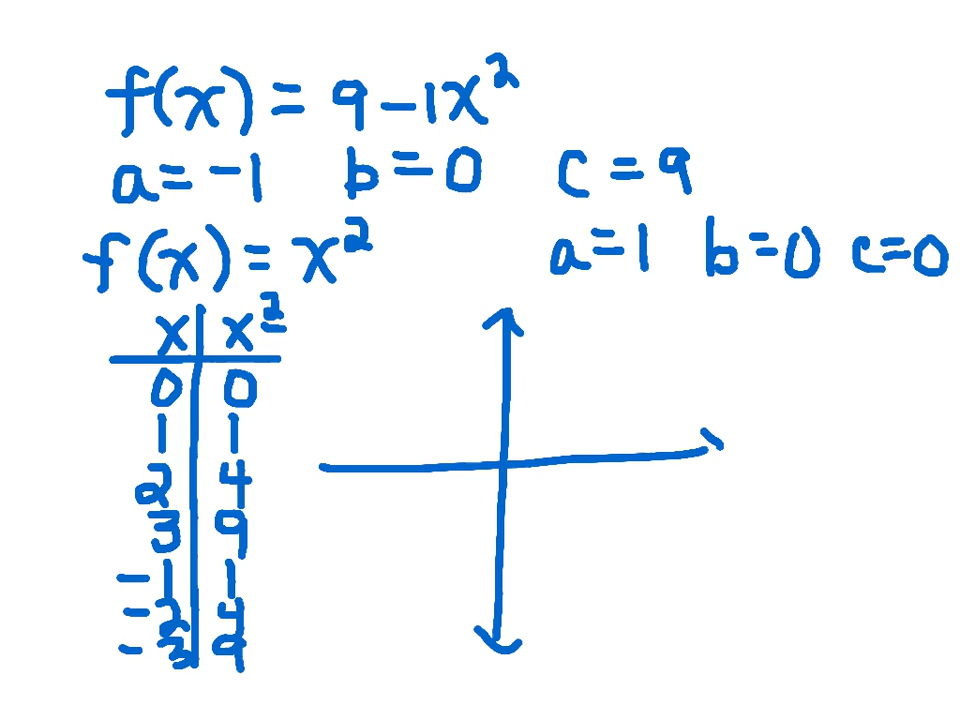 f(x) = 9 - 1x²
a = -1 b = 0 c = 9
f(x) = x² a = 1 b = 0 c = 0
x x²
0 0
1 1
2 4
3 9
-1 1
-2 4
-3 9